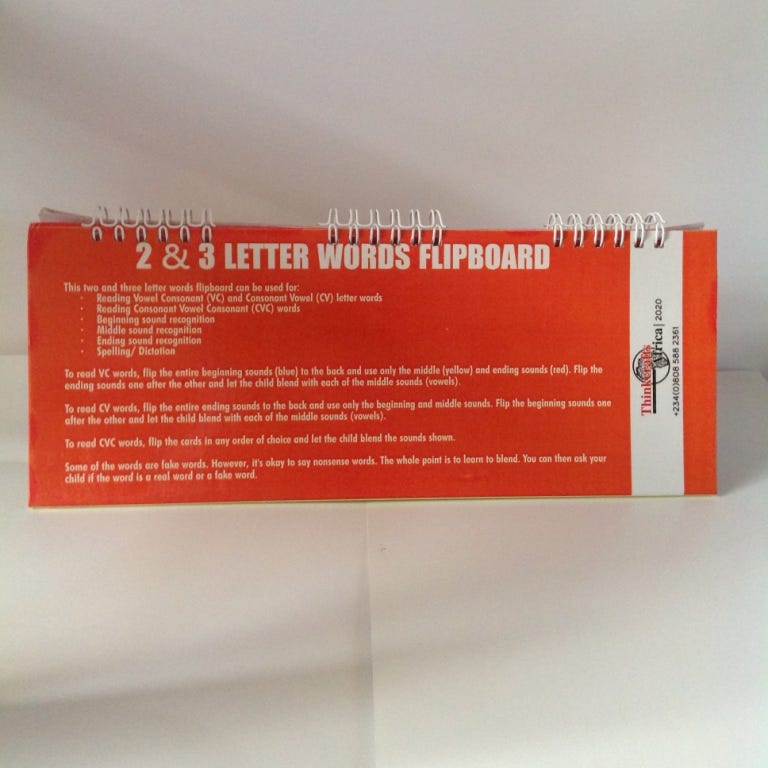 2 & 3 LETTER WORDS FLIPBOARD
This two and three letter words flipboard can be used for:
· Reading Vowel Consonant (VC) and Consonant Vowel (CV) letter words
· Reading Consonant Vowel Consonant (CVC) words
· Beginning sound recognition
· Middle sound recognition
· Ending sound recognition
· Spelling/ Dictation
To read VC words, flip the entire beginning sounds (blue) to the back and use only the middle (yellow) and ending sounds (red). Flip the
ending sounds one after the other and let the child blend with each of the middle sounds (vowels).
To read CV words, flip the entire ending sounds to the back and use only the beginning and middle sounds. Flip the beginning sounds one
after the other and let the child blend with each of the middle sounds (vowels).
To read CVC words, flip the cards in any order of choice and let the child blend the sounds shown.
Some of the words are fake words. However, it's okay to say nonsense words. The whole point is to learn to blend. You can then ask your
child if the word is a real word or a fake word.
Thinkcrafts
Africa | 2020
+234(0)808 588 2361